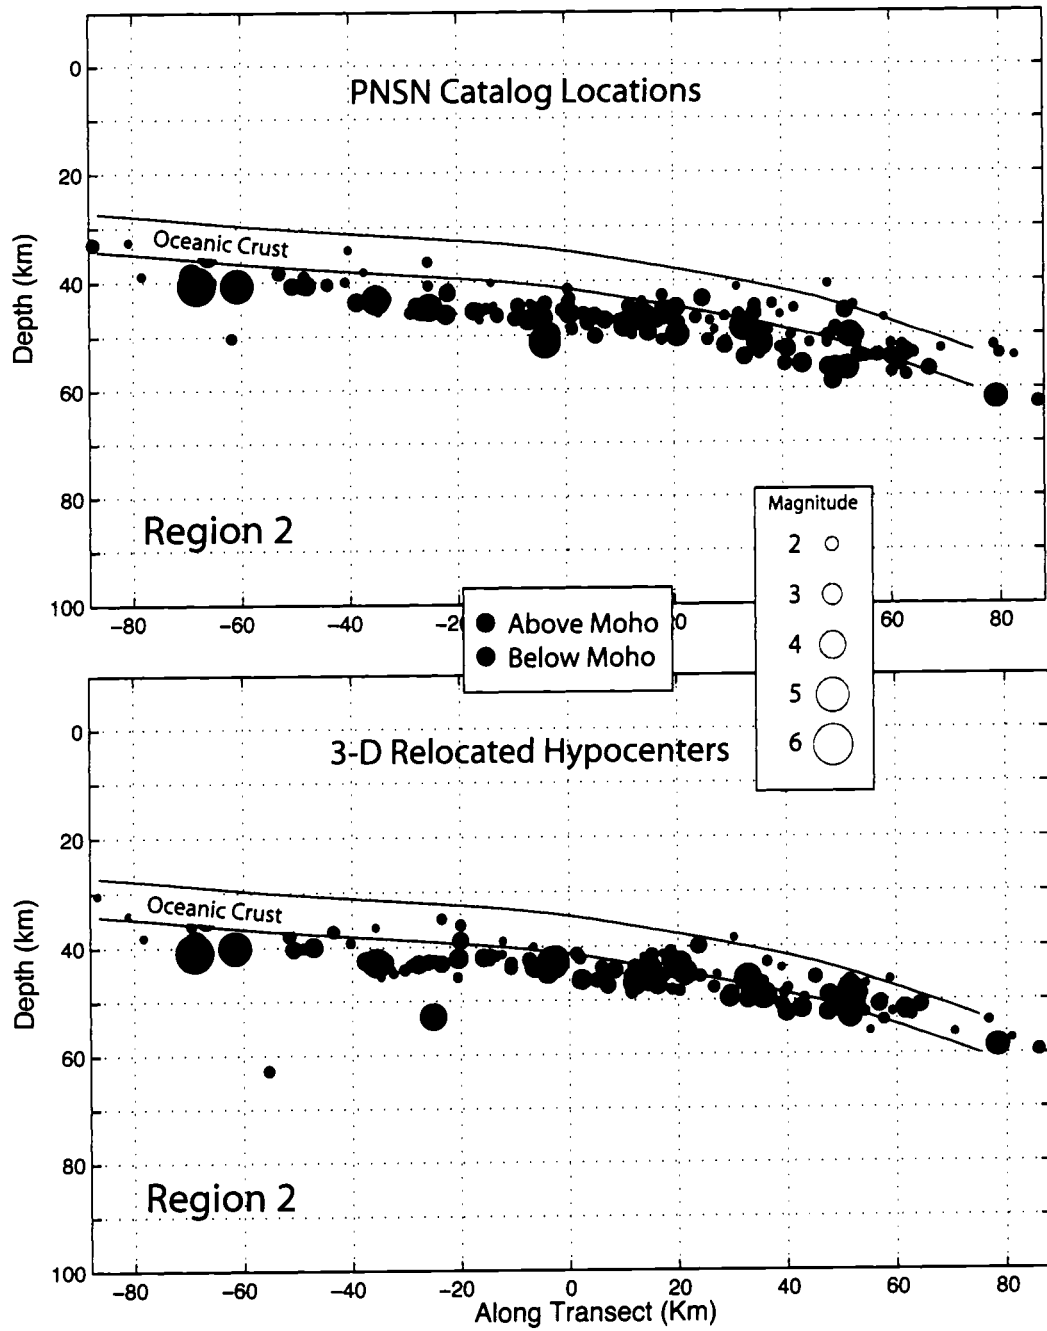 PNSN Catalog Locations
0
20
Oceanic Crust
40
Depth (km)
60
80
Region 2
100
−80
−60
−40
−20
60
80
Magnitude
2
3
4
5
6
Above Moho
Below Moho
0
3-D Relocated Hypocenters
20
Oceanic Crust
40
Depth (km)
60
80
Region 2
100
−80
−60
−40
−20
0
20
40
60
80
Along Transect (Km)